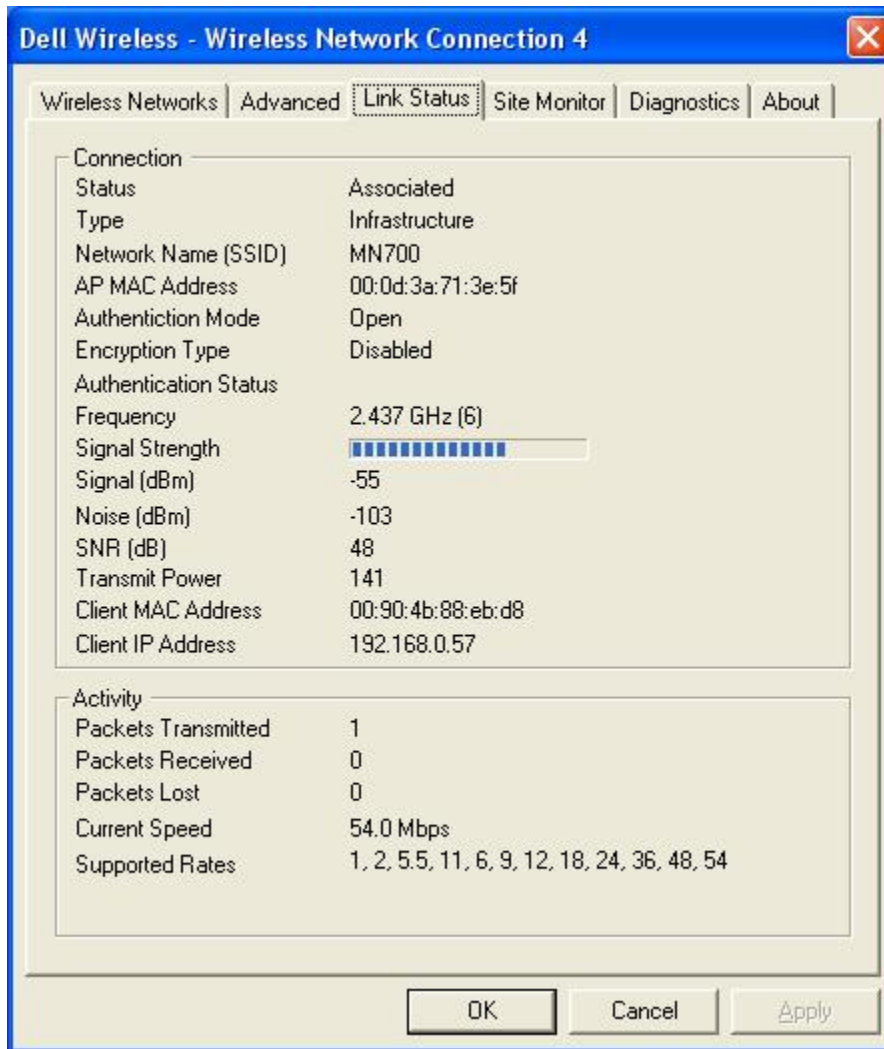 Dell Wireless - Wireless Network Connection 4
Wireless Networks Advanced Link Status Site Monitor Diagnostics About
Connection
Status Associated
Type Infrastructure
Network Name (SSID) MN700
AP MAC Address 00:0d:3a:71:3e:5f
Authentiction Mode Open
Encryption Type Disabled
Authentication Status
Frequency 2.437 GHz (6)
Signal Strength
Signal (dBm) -55
Noise (dBm) -103
SNR (dB) 48
Transmit Power 141
Client MAC Address 00:90:4b:88:eb:d8
Client IP Address 192.168.0.57
Activity
Packets Transmitted 1
Packets Received 0
Packets Lost 0
Current Speed 54.0 Mbps
Supported Rates 1, 2, 5.5, 11, 6, 9, 12, 18, 24, 36, 48, 54
OK Cancel Apply